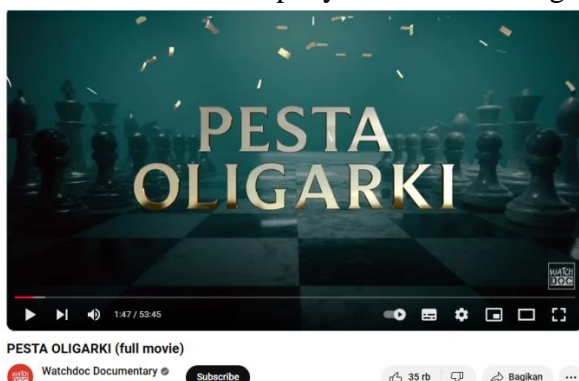 PESTA
OLIGARKI
WATCH
DOC
1:47 / 53:45
PESTA OLIGARKI (full movie)
Watchdoc Documentary
Subscribe
35 rb
Bagikan